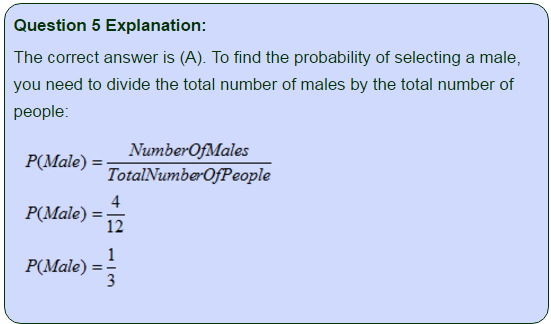 Question 5 Explanation:
The correct answer is (A). To find the probability of selecting a male,
you need to divide the total number of males by the total number of
people:
P(Male) = NumberOfMales / TotalNumberOfPeople
P(Male) = 4 / 12
P(Male) = 1 / 3